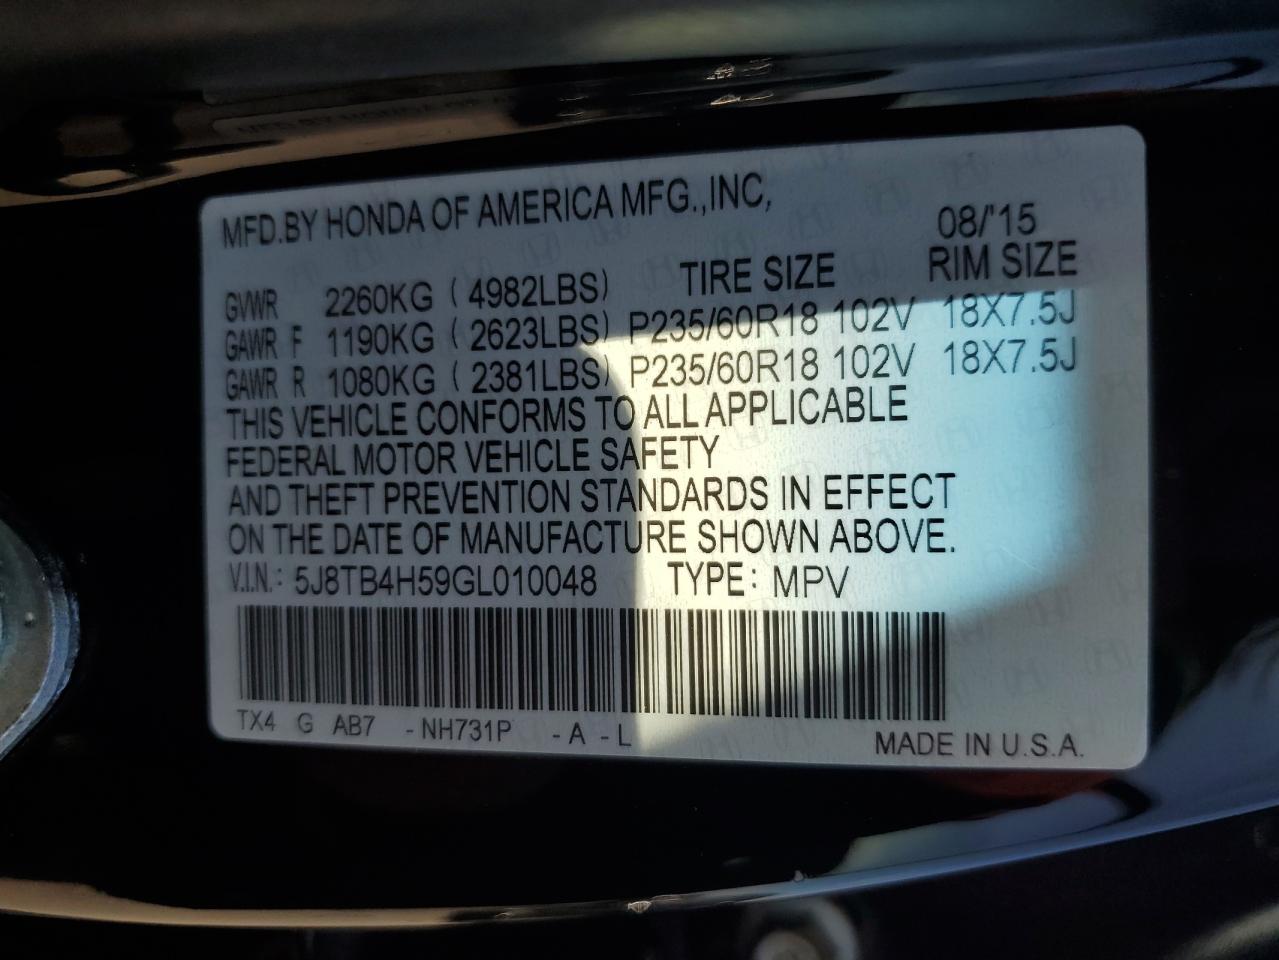 MFD.BY HONDA OF AMERICA MFG.,INC,
08/'15
GVWR 2260KG ( 4982LBS) TIRE SIZE RIM SIZE
GAWR F 1190KG ( 2623LBS) P235/60R18 102V 18X7.5J
GAWR R 1080KG ( 2381LBS) P235/60R18 102V 18X7.5J
THIS VEHICLE CONFORMS TO ALL APPLICABLE
FEDERAL MOTOR VEHICLE SAFETY
AND THEFT PREVENTION STANDARDS IN EFFECT
ON THE DATE OF MANUFACTURE SHOWN ABOVE.
V.I.N.: 5J8TB4H59GL010048 TYPE: MPV
TX4 G AB7 -NH731P -A -L
MADE IN U.S.A.